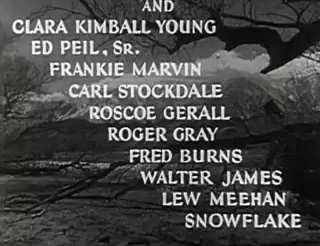 AND
CLARA KIMBALL YOUNG
ED PEIL, SR.
FRANKIE MARVIN
CARL STOCKDALE
ROSCOE GERALL
ROGER GRAY
FRED BURNS
WALTER JAMES
LEW MEEHAN
SNOWFLAKE